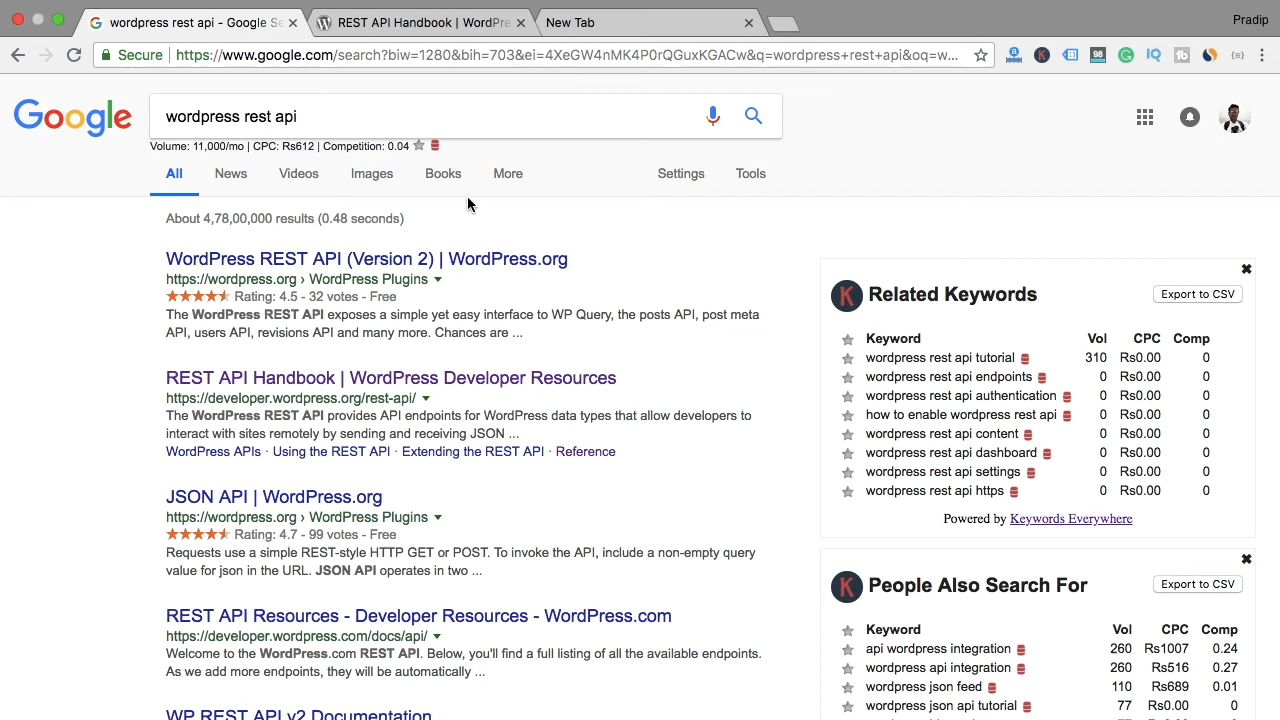 wordpress rest api - Google Se
REST API Handbook | WordPre
New Tab
Pradip
Secure
https://www.google.com/search?biw=1280&bih=703&ei=4XeGW4nMK4P0rQGuxKGACw&q=wordpress+rest+api&oq=w...
98
Google
wordpress rest api
Volume: 11,000/mo | CPC: Rs612 | Competition: 0.04
All News Videos Images Books More Settings Tools
About 4,78,00,000 results (0.48 seconds)
WordPress REST API (Version 2) | WordPress.org
https://wordpress.org › WordPress Plugins
Rating: 4.5 - 32 votes - Free
The WordPress REST API exposes a simple yet easy interface to WP Query, the posts API, post meta
API, users API, revisions API and many more. Chances are ...
REST API Handbook | WordPress Developer Resources
https://developer.wordpress.org/rest-api/
The WordPress REST API provides API endpoints for WordPress data types that allow developers to
interact with sites remotely by sending and receiving JSON ...
WordPress APIs · Using the REST API · Extending the REST API · Reference
JSON API | WordPress.org
https://wordpress.org › WordPress Plugins
Rating: 4.7 - 99 votes - Free
Requests use a simple REST-style HTTP GET or POST. To invoke the API, include a non-empty query
value for json in the URL. JSON API operates in two ...
REST API Resources - Developer Resources - WordPress.com
https://developer.wordpress.com/docs/api/
Welcome to the WordPress.com REST API. Below, you'll find a full listing of all the available endpoints.
As we add more endpoints, they will be automatically ...
WP REST API v2 Documentation
K Related Keywords Export to CSV
Keyword Vol CPC Comp
wordpress rest api tutorial 310 Rs0.00 0
wordpress rest api endpoints 0 Rs0.00 0
wordpress rest api authentication 0 Rs0.00 0
how to enable wordpress rest api 0 Rs0.00 0
wordpress rest api content 0 Rs0.00 0
wordpress rest api dashboard 0 Rs0.00 0
wordpress rest api settings 0 Rs0.00 0
wordpress rest api https 0 Rs0.00 0
Powered by Keywords Everywhere
K People Also Search For Export to CSV
Keyword Vol CPC Comp
api wordpress integration 260 Rs1007 0.24
wordpress api integration 260 Rs516 0.27
wordpress json feed 110 Rs689 0.01
wordpress json api tutorial 77 Rs0.00 0